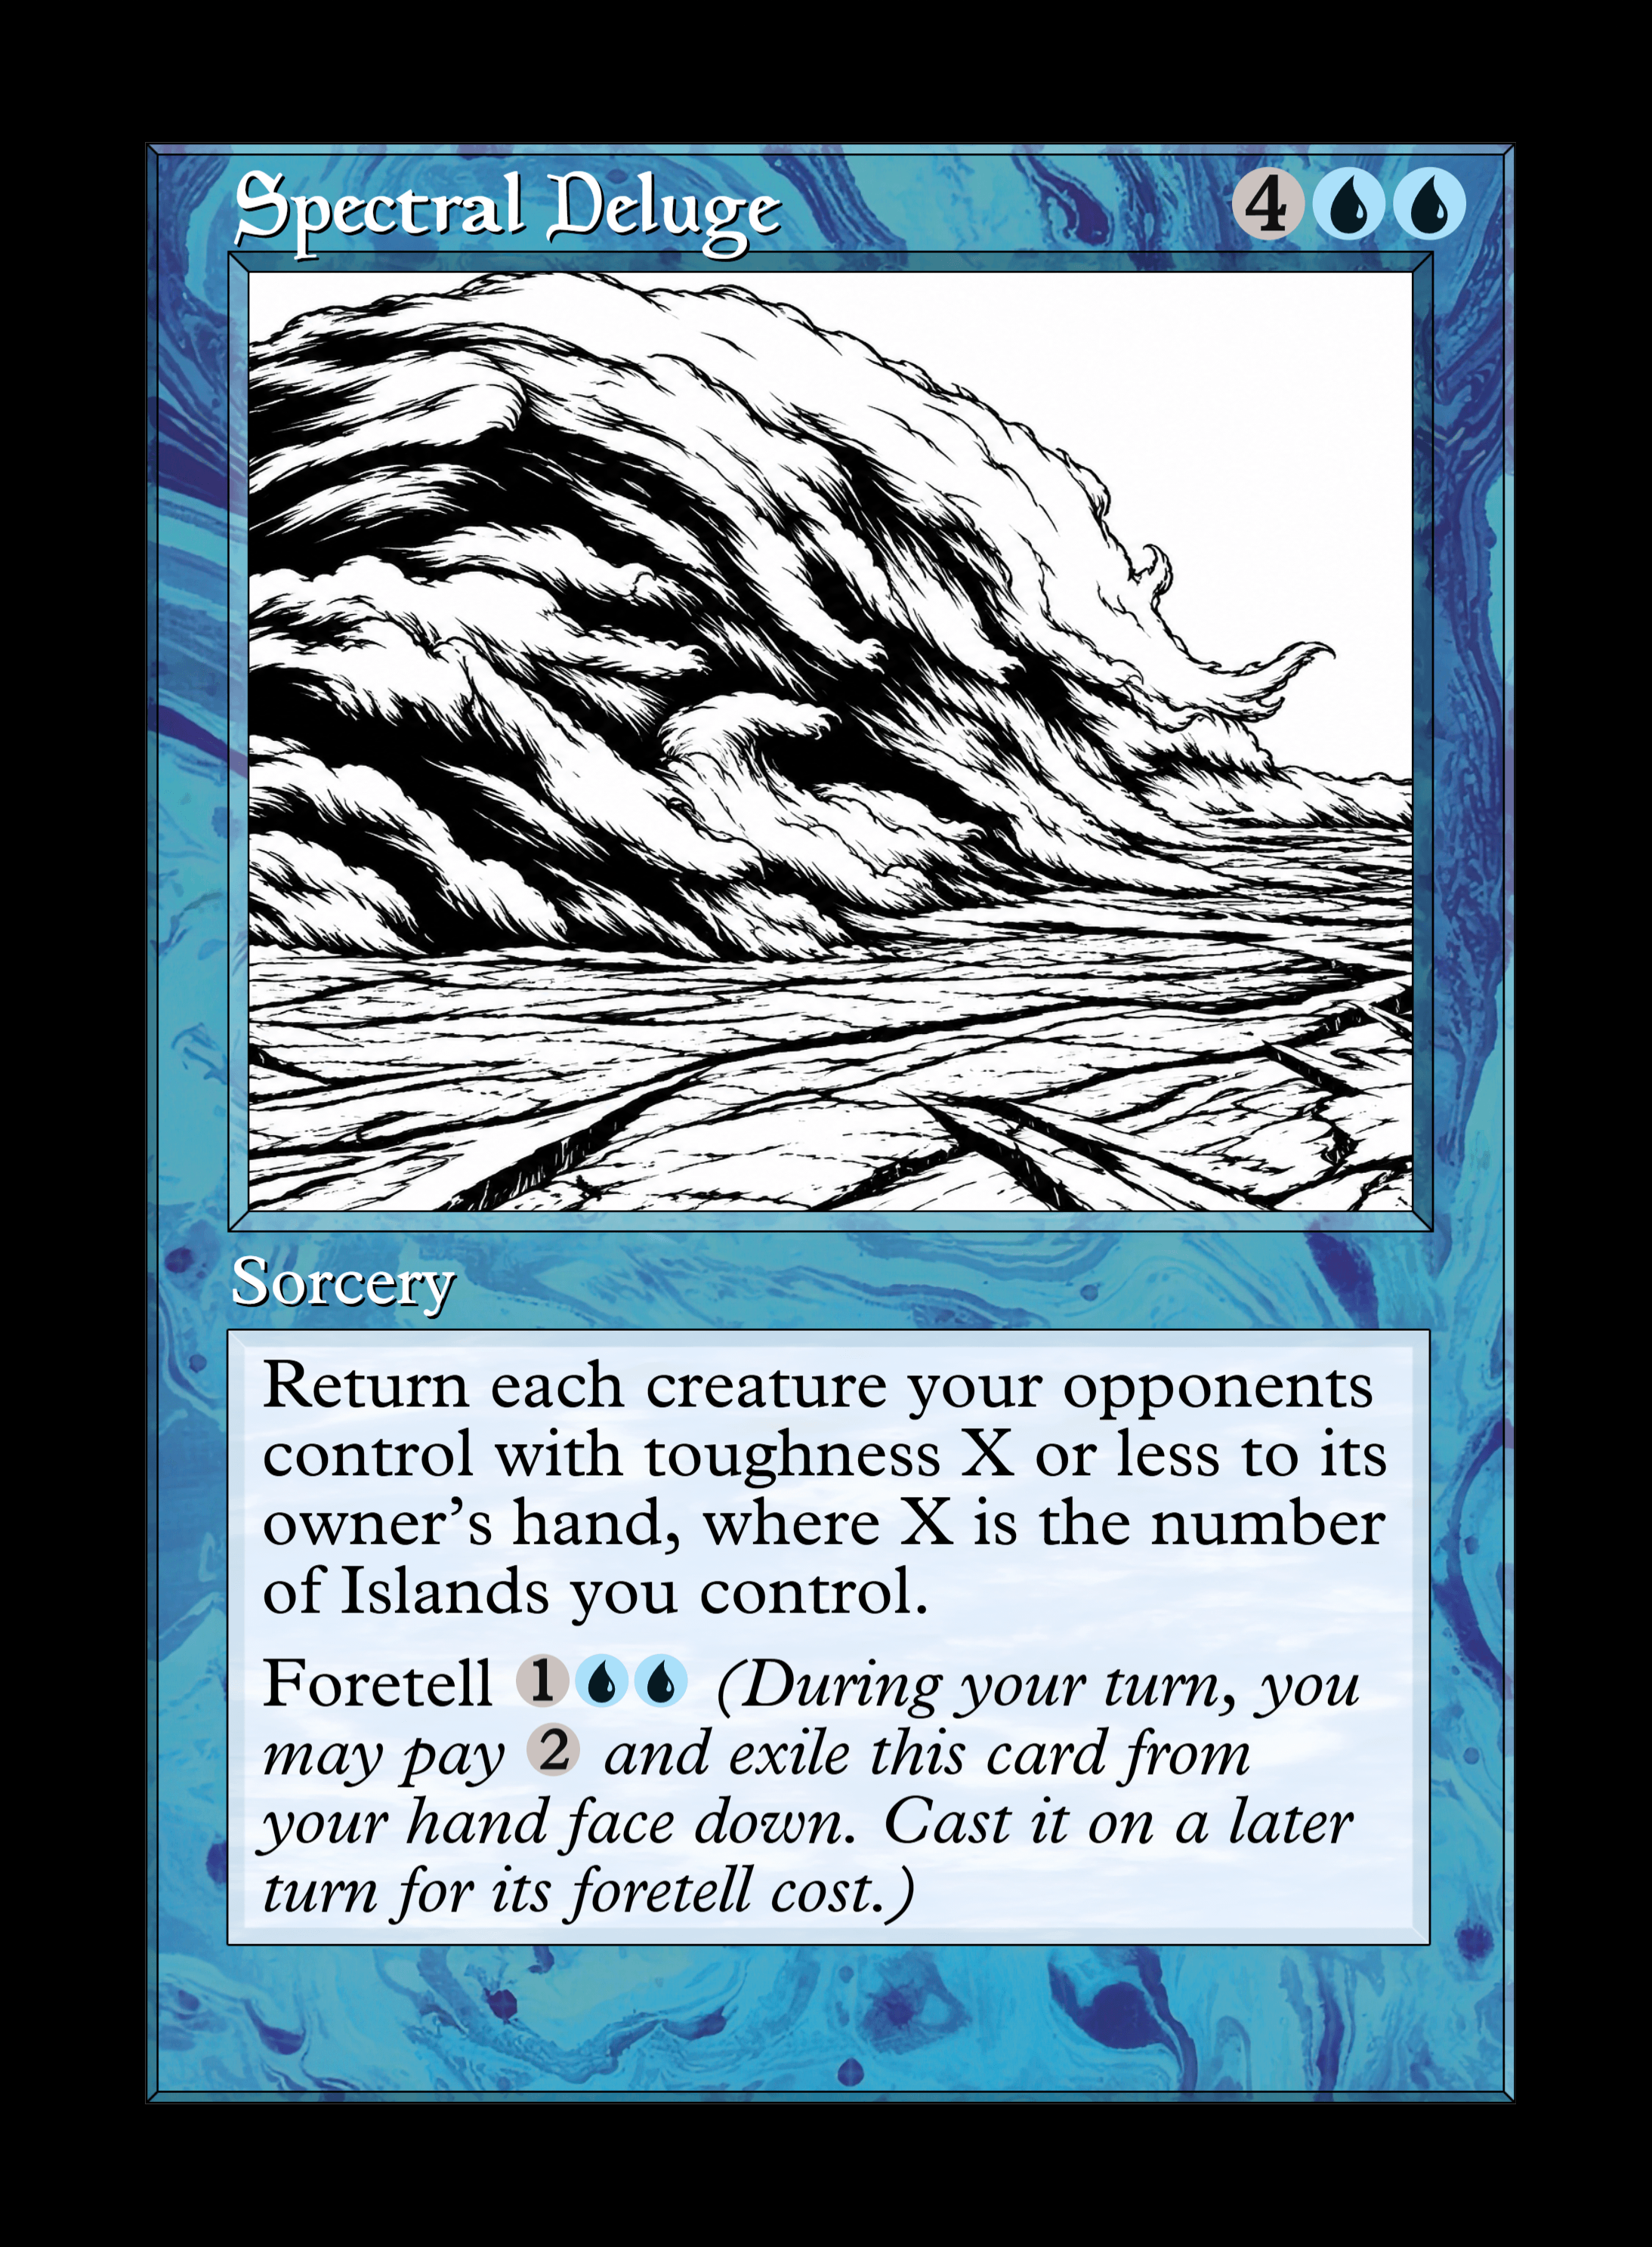 Spectral Deluge 4
Sorcery
Return each creature your opponents
control with toughness X or less to its
owner’s hand, where X is the number
of Islands you control.
Foretell 1 (During your turn, you
may pay 2 and exile this card from
your hand face down. Cast it on a later
turn for its foretell cost.)